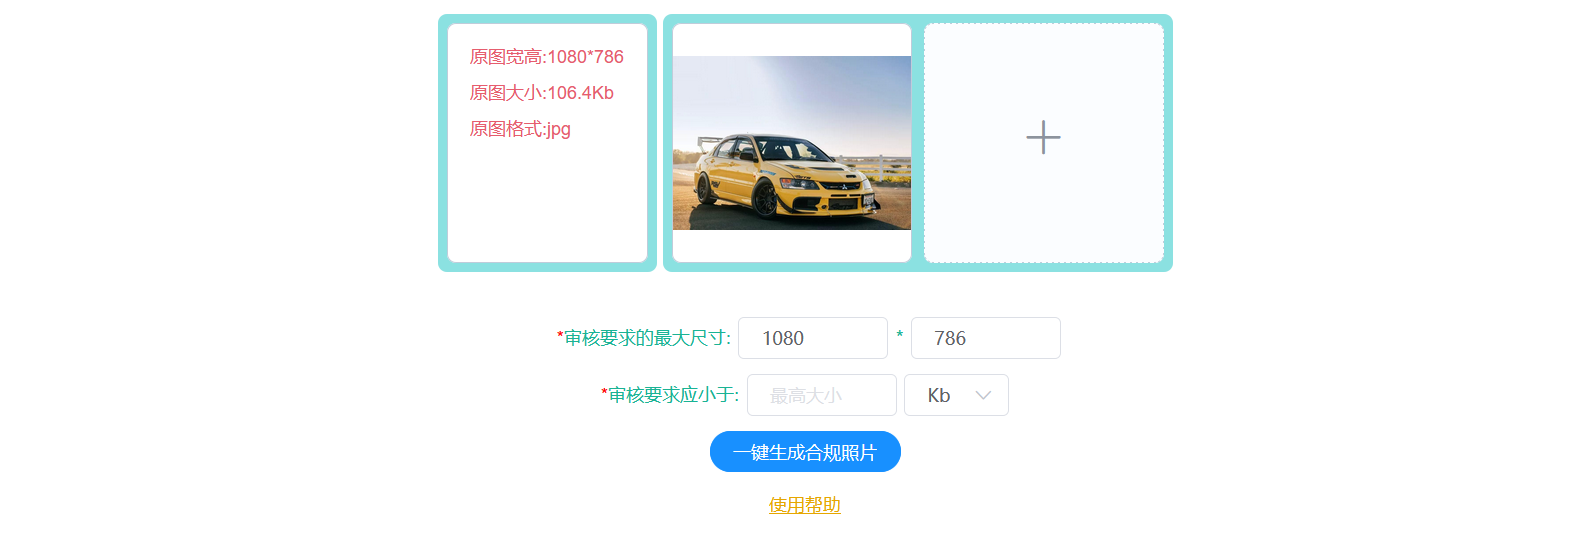 原图宽高:1080*786
原图大小:106.4Kb
原图格式:jpg
*审核要求的最大尺寸: 1080 * 786
*审核要求应小于: 最高大小 Kb
一键生成合规照片
使用帮助